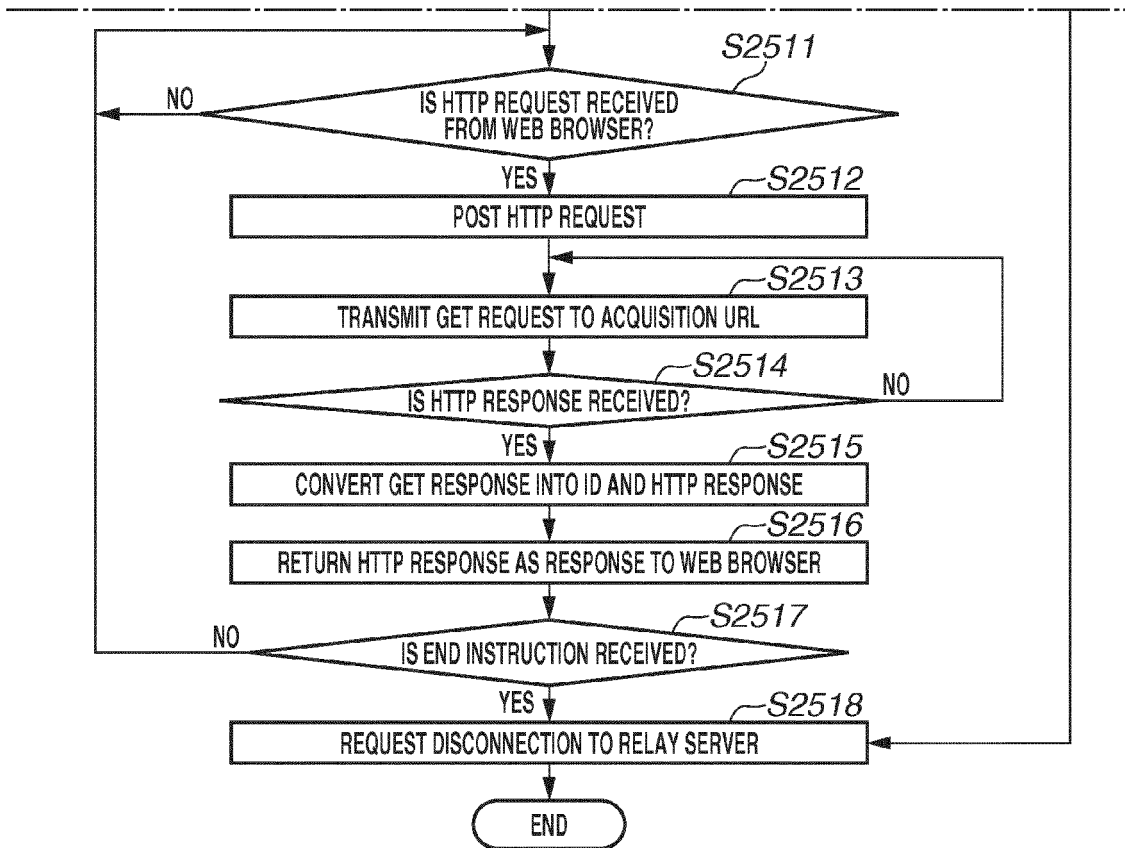 S2511
IS HTTP REQUEST RECEIVED
FROM WEB BROWSER?
NO
YES
S2512
POST HTTP REQUEST
S2513
TRANSMIT GET REQUEST TO ACQUISITION URL
S2514
IS HTTP RESPONSE RECEIVED?
NO
YES
S2515
CONVERT GET RESPONSE INTO ID AND HTTP RESPONSE
S2516
RETURN HTTP RESPONSE AS RESPONSE TO WEB BROWSER
S2517
NO
IS END INSTRUCTION RECEIVED?
YES
S2518
REQUEST DISCONNECTION TO RELAY SERVER
END